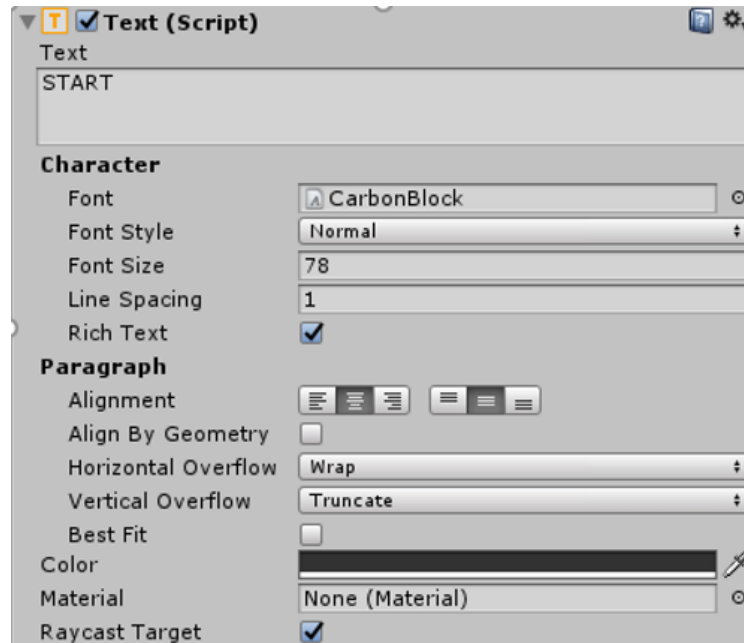 Text (Script)
Text
START
Character
Font CarbonBlock
Font Style Normal
Font Size 78
Line Spacing 1
Rich Text
Paragraph
Alignment
Align By Geometry
Horizontal Overflow Wrap
Vertical Overflow Truncate
Best Fit
Color
Material None (Material)
Raycast Target